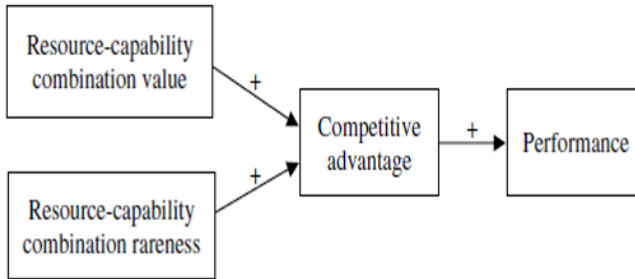 Resource-capability
combination value
+
Competitive
advantage
+
Performance
+
Resource-capability
combination rareness